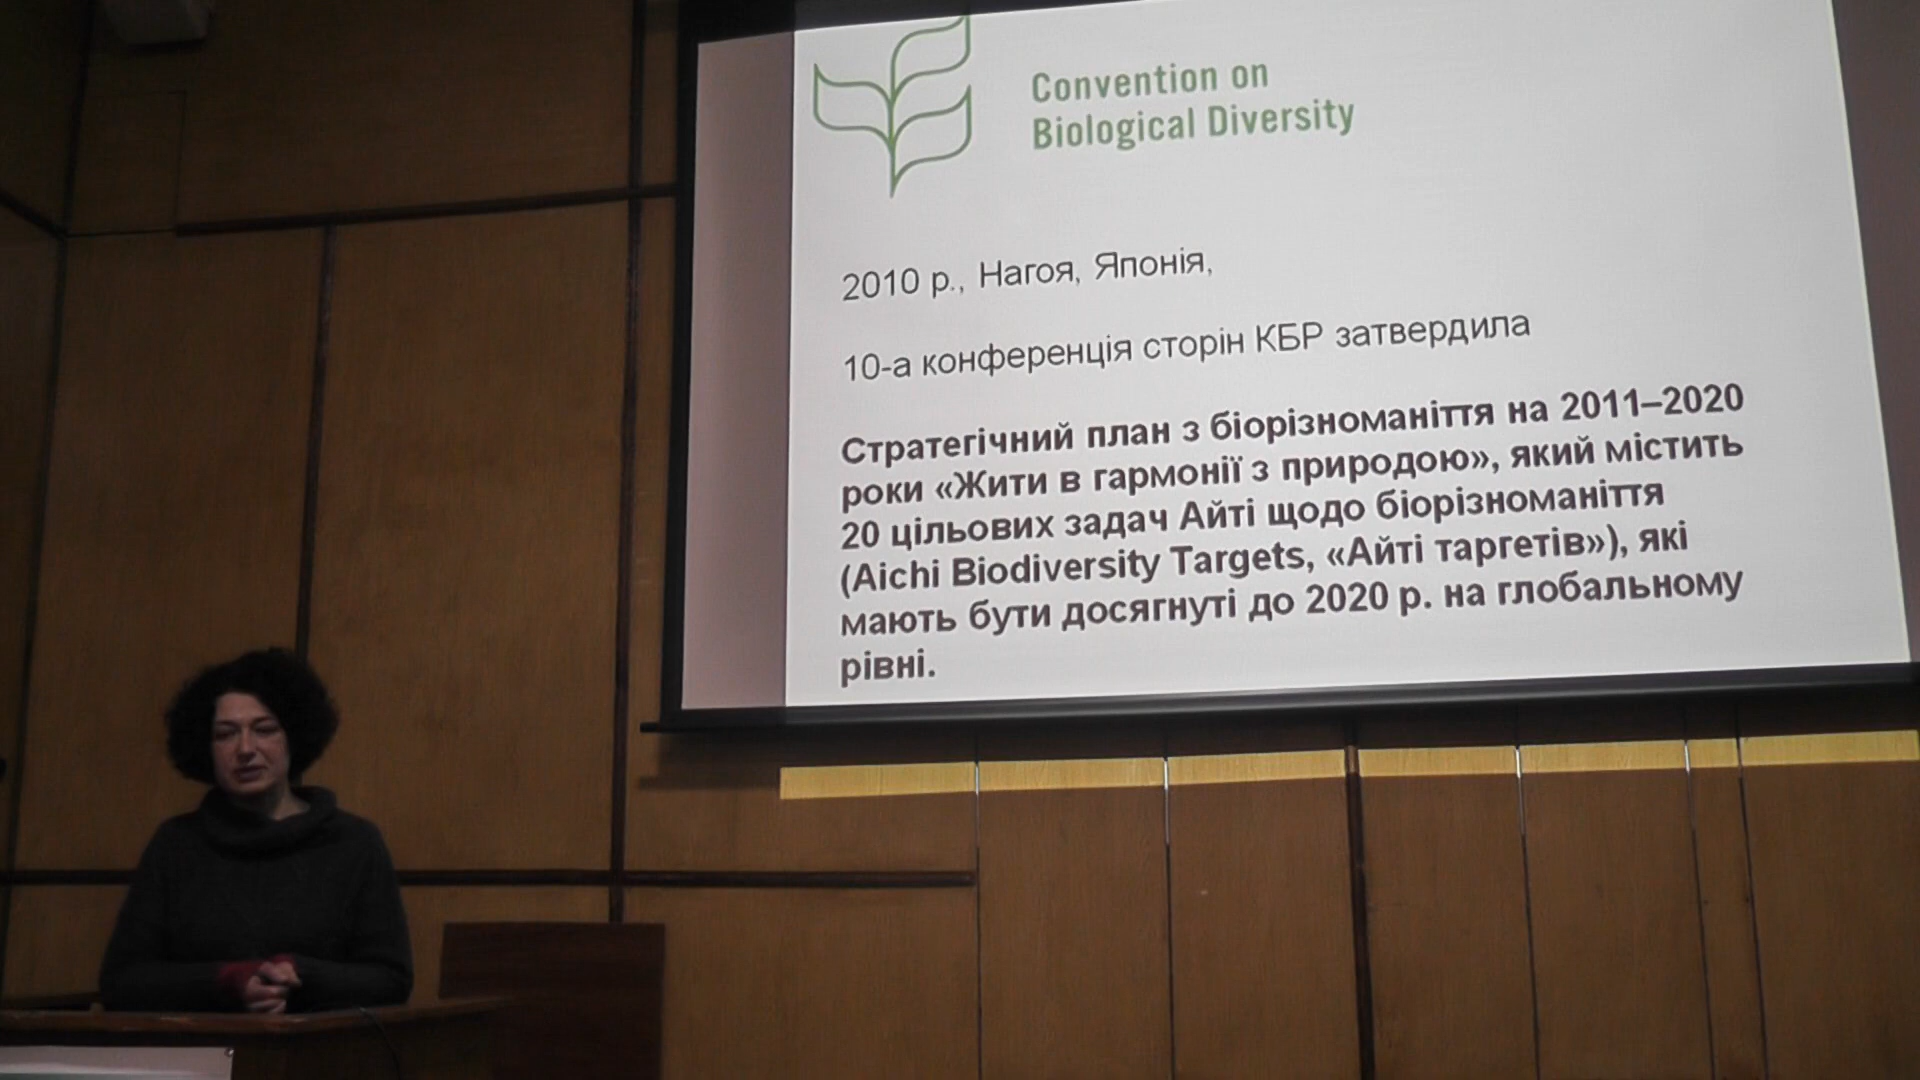 Convention on
Biological Diversity
2010 р., Нагоя, Японія,
10-а конференція сторін КБР затвердила
Стратегічний план з біорізноманіття на 2011–2020
роки «Жити в гармонії з природою», який містить
20 цільових задач Айті щодо біорізноманіття
(Aichi Biodiversity Targets, «Айті таргетів»), які
мають бути досягнуті до 2020 р. на глобальному
рівні.